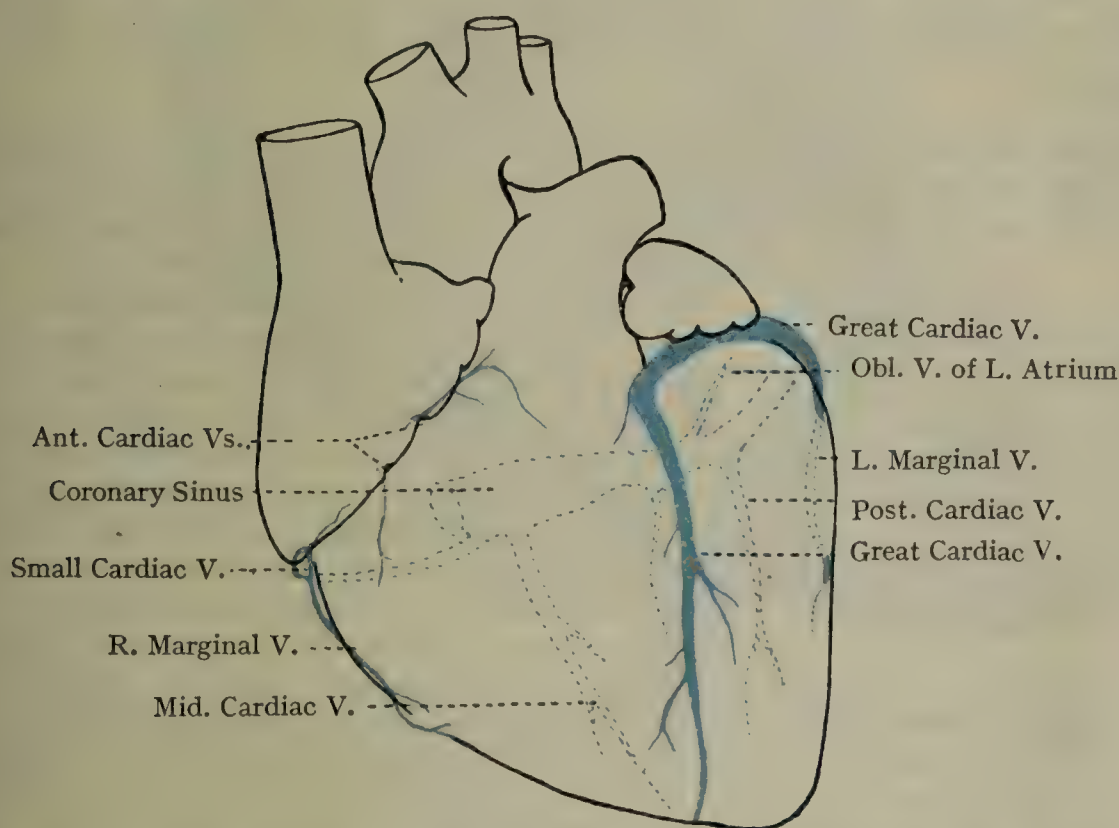 Great Cardiac V.
Obl. V. of L. Atrium
Ant. Cardiac Vs.
L. Marginal V.
Coronary Sinus
Post. Cardiac V.
Great Cardiac V.
Small Cardiac V.
R. Marginal V.
Mid. Cardiac V.